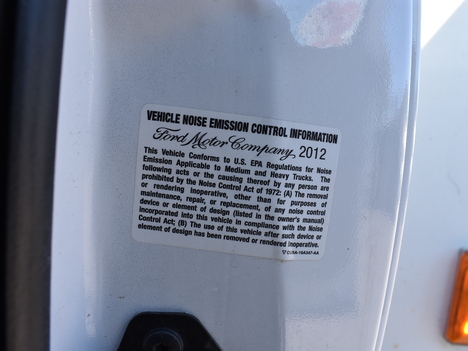 VEHICLE NOISE EMISSION CONTROL INFORMATION
Ford Motor Company, 2012
This Vehicle Conforms to U.S. EPA Regulations for Noise
Emission Applicable to Medium and Heavy Trucks. The
following acts or the causing thereof by any person are
prohibited by the Noise Control Act of 1972: (A) The removal
or rendering inoperative, other than for purposes of
maintenance, repair, or replacement, of any noise control
device or element of design (listed in the owner's manual)
incorporated into this vehicle in compliance with the Noise
Control Act; (B) The use of this vehicle after such device or
element of design has been removed or rendered inoperative.